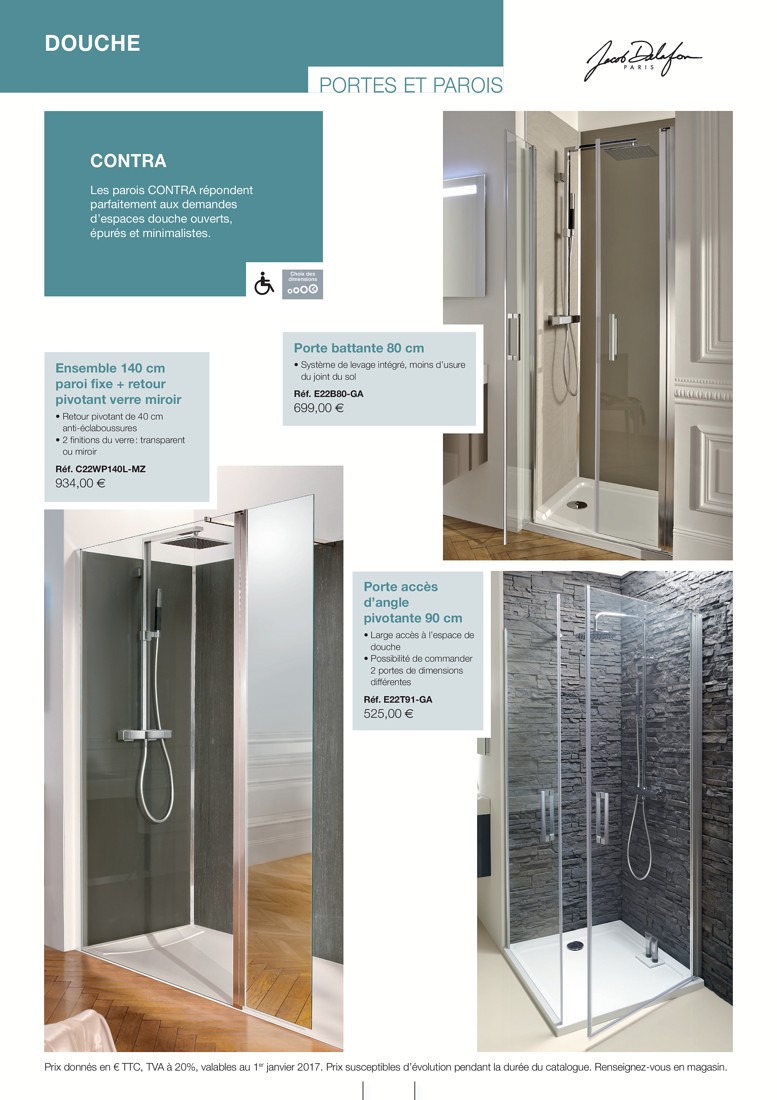 DOUCHE
Jacob Delafon
PARIS
PORTES ET PAROIS
CONTRA
Les parois CONTRA répondent
parfaitement aux demandes
d'espaces douche ouverts,
épurés et minimalistes.
Choix des
dimensions
Porte battante 80 cm
• Système de levage intégré, moins d'usure
du joint du sol
Réf. E22B80-GA
699,00 €
Ensemble 140 cm
paroi fixe + retour
pivotant verre miroir
• Retour pivotant de 40 cm
anti-éclaboussures
• 2 finitions du verre : transparent
ou miroir
Réf. C22WP140L-MZ
934,00 €
Porte accès
d'angle
pivotante 90 cm
• Large accès à l'espace de
douche
• Possibilité de commander
2 portes de dimensions
différentes
Réf. E22T91-GA
525,00 €
Prix donnés en € TTC, TVA à 20%, valables au 1er janvier 2017. Prix susceptibles d'évolution pendant la durée du catalogue. Renseignez-vous en magasin.